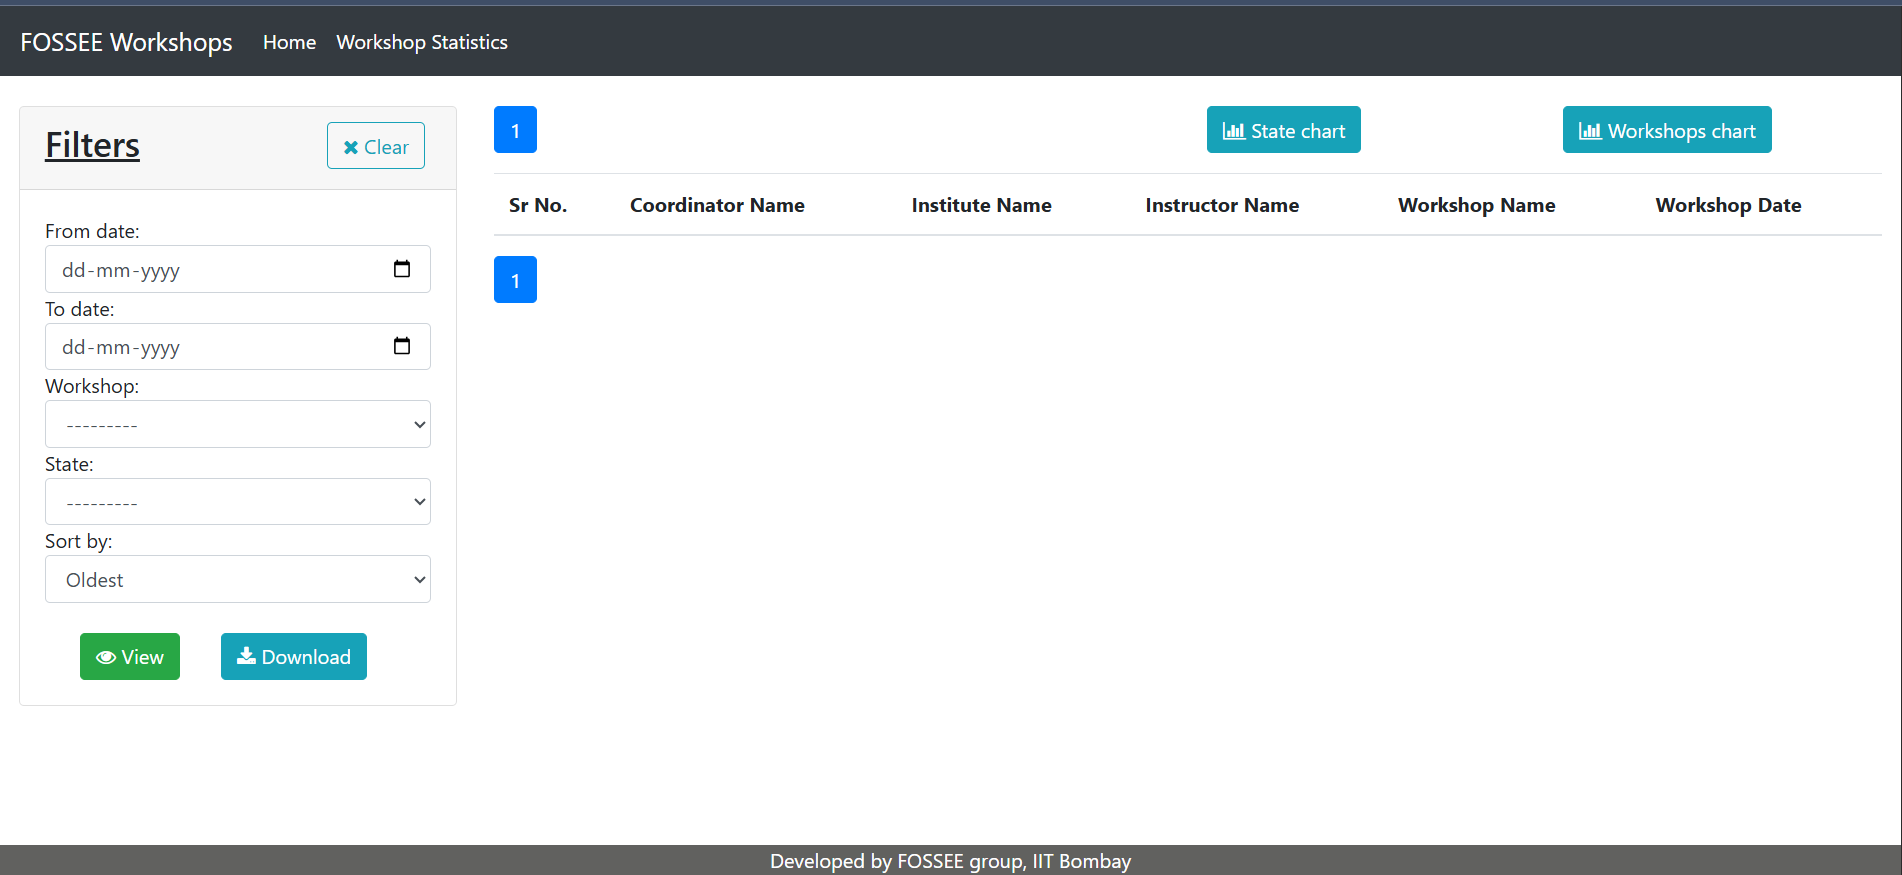 FOSSEE Workshops Home Workshop Statistics
Filters
Clear
From date:
dd-mm-yyyy
To date:
dd-mm-yyyy
Workshop:
---------
State:
---------
Sort by:
Oldest
View Download
1 State chart Workshops chart
Sr No. Coordinator Name Institute Name Instructor Name Workshop Name Workshop Date
1
Developed by FOSSEE group, IIT Bombay